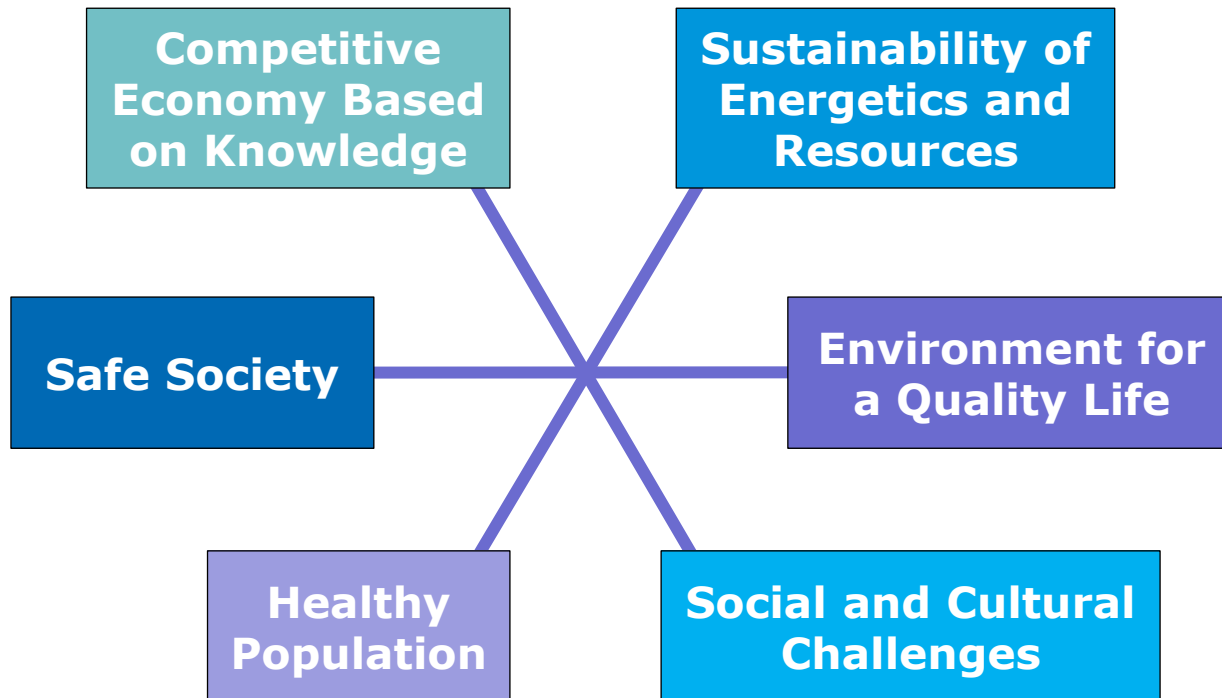 Competitive
Economy Based
on Knowledge
Sustainability of
Energetics and
Resources
Safe Society
Environment for
a Quality Life
Healthy
Population
Social and Cultural
Challenges